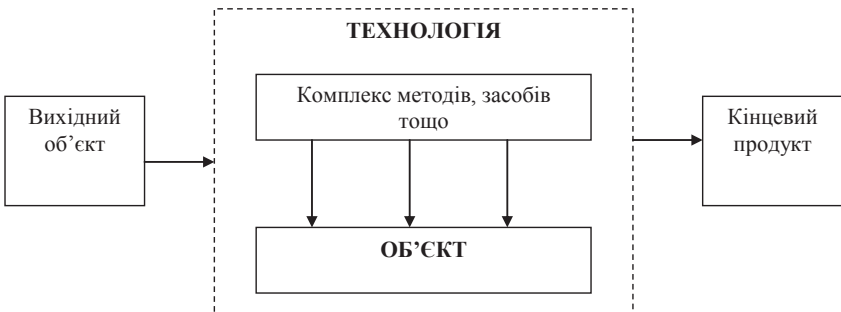 ТЕХНОЛОГІЯ
Комплекс методів, засобів
тощо
Вихідний
об’єкт
Кінцевий
продукт
ОБ’ЄКТ